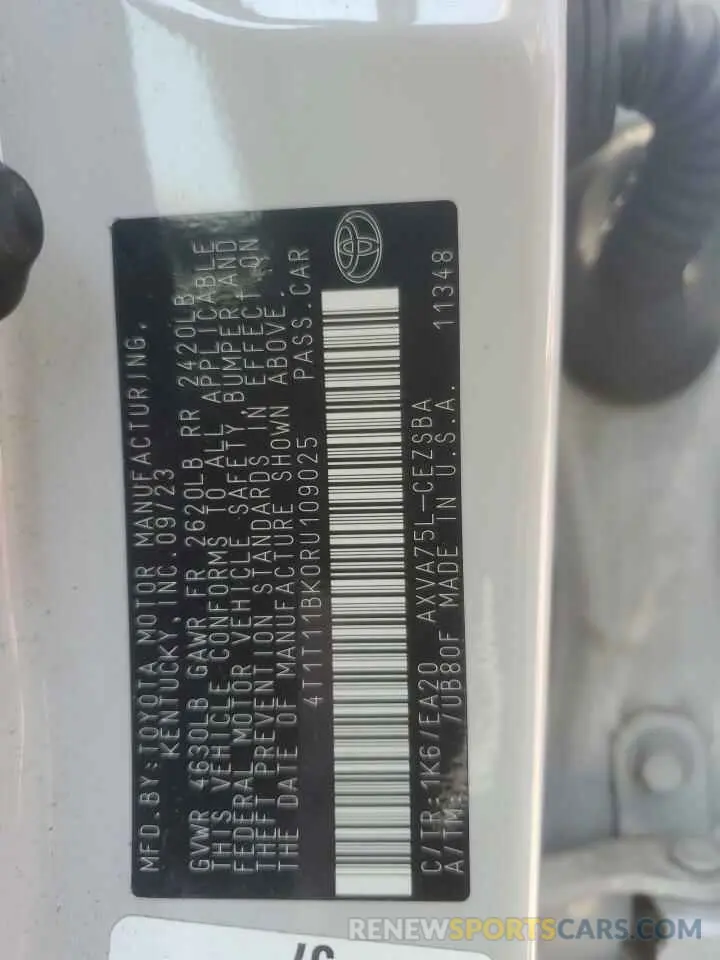 MFD.BY:TOYOTA MOTOR MANUFACTURING,
KENTUCKY, INC.09/23
GVWR 4630LB GAWR FR 2620LB RR 2420LB
THIS VEHICLE CONFORMS TO ALL APPLICABLE
FEDERAL MOTOR VEHICLE SAFETY,BUMPER AND
THEFT PREVENTION STANDARDS IN EFFECT ON
THE DATE OF MANUFACTURE SHOWN ABOVE.
4T1T11BK0RU109025 PASS.CAR
C/TR:1K6/EA20 AXVA75L-CEZSBA
A/TM: /UB80F MADE IN U.S.A. 11348
RENEWSPORTSCARS.COM